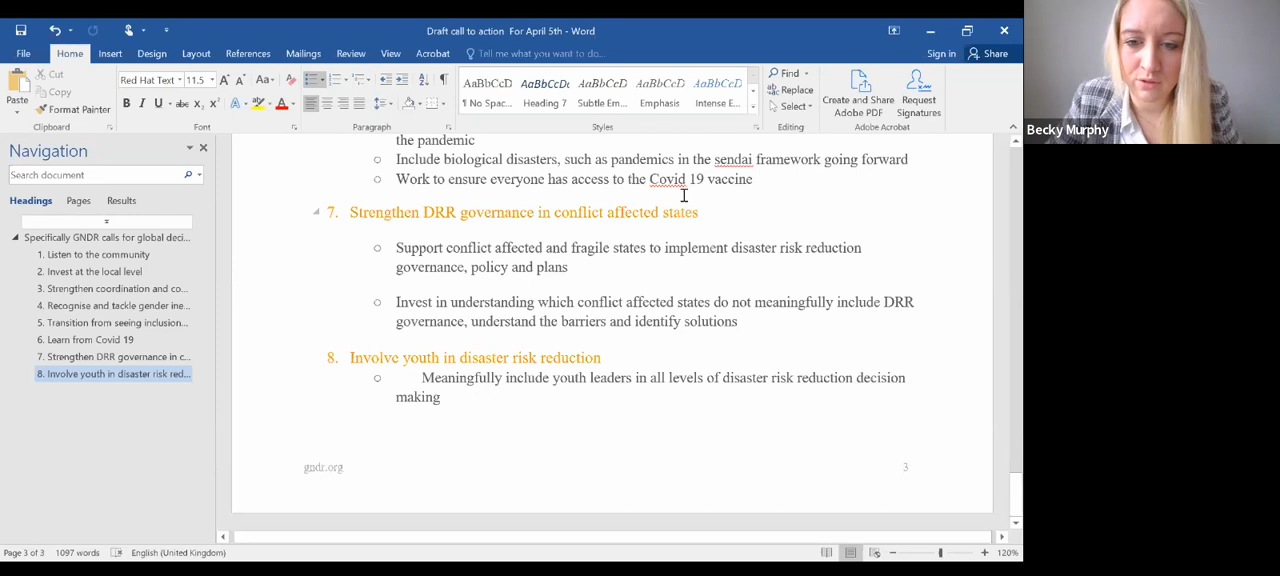 Draft call to action For April 5th - Word
File Home Insert Design Layout References Mailings Review View Acrobat Tell me what you want to do... Sign in Share
Paste
Cut
Copy
Format Painter
Clipboard
Red Hat Text 11.5
Font
Paragraph
AaBbCcD AaBbCcDc AaBbCcD AaBbCcD AaBbCcD
¶ No Spac... Heading 7 Subtle Em... Emphasis Intense E...
Styles
Find
Replace
Select
Editing
Create and Share
Adobe PDF
Request
Signatures
Adobe Acrobat
Becky Murphy
Navigation
Search document
Headings Pages Results
Specifically GNDR calls for global deci...
1. Listen to the community
2. Invest at the local level
3. Strengthen coordination and co...
4. Recognise and tackle gender ine...
5. Transition from seeing inclusion...
6. Learn from Covid 19
7. Strengthen DRR governance in c...
8. Involve youth in disaster risk red...
the pandemic
○ Include biological disasters, such as pandemics in the sendai framework going forward
○ Work to ensure everyone has access to the Covid 19 vaccine
7. Strengthen DRR governance in conflict affected states
○ Support conflict affected and fragile states to implement disaster risk reduction
governance, policy and plans
○ Invest in understanding which conflict affected states do not meaningfully include DRR
governance, understand the barriers and identify solutions
8. Involve youth in disaster risk reduction
○ Meaningfully include youth leaders in all levels of disaster risk reduction decision
making
gndr.org 3
Page 3 of 3 1097 words English (United Kingdom) 120%